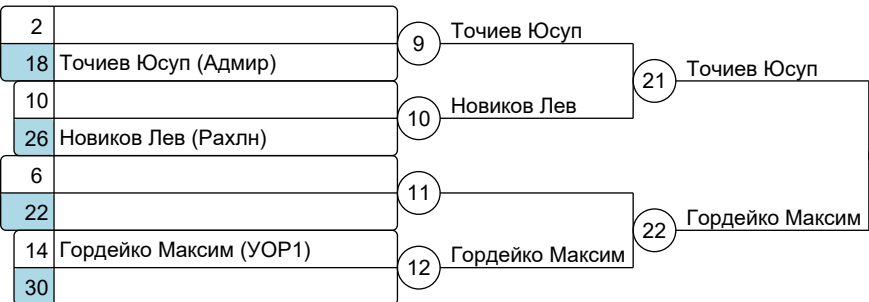 2
18 Точиев Юсуп (Адмир)
10
26 Новиков Лев (Рахлн)
6
22
14 Гордейко Максим (УОР1)
30
9 Точиев Юсуп
10 Новиков Лев
11
12 Гордейко Максим
21 Точиев Юсуп
22 Гордейко Максим